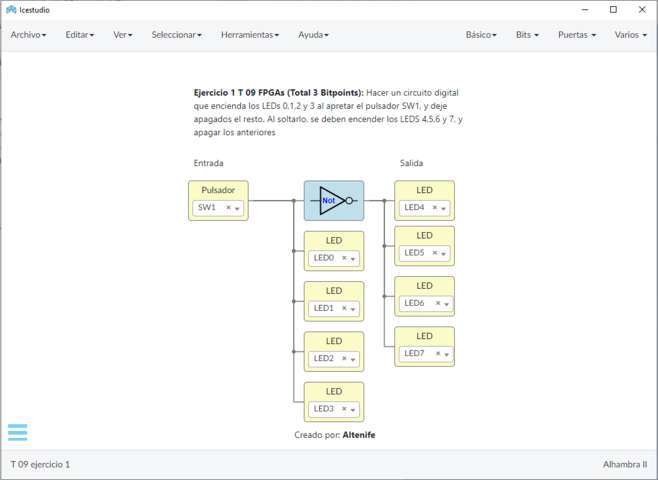 Icestudio
Archivo Editar Ver Seleccionar Herramientas Ayuda Básico Bits Puertas Varios
Ejercicio 1 T 09 FPGAs (Total 3 Bitpoints): Hacer un circuito digital
que encienda los LEDs 0,1,2 y 3 al apretar el pulsador SW1, y deje
apagados el resto. Al soltarlo, se deben encender los LEDS 4,5,6 y 7, y
apagar los anteriores
Entrada Salida
Pulsador
SW1
Not
LED
LED4
LED
LED5
LED
LED0
LED
LED6
LED
LED1
LED
LED7
LED
LED2
LED
LED3
Creado por: Altenife
T 09 ejercicio 1 Alhambra II